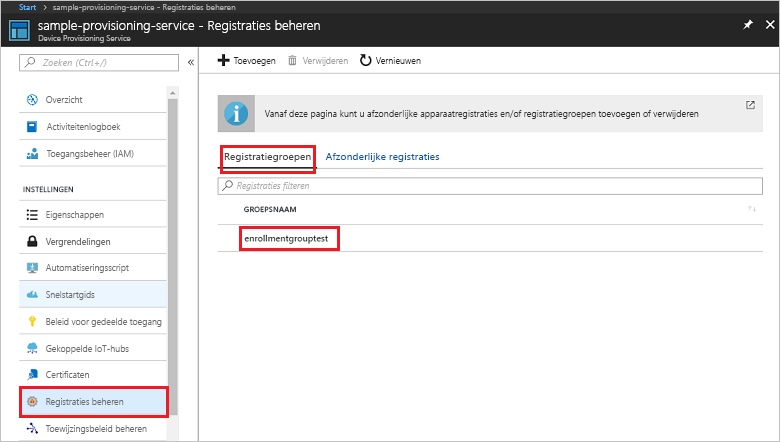 Start > sample-provisioning-service - Registraties beheren
sample-provisioning-service - Registraties beheren
Device Provisioning Service
Zoeken (Ctrl+/)
«
Overzicht
Activiteitenlogboek
Toegangsbeheer (IAM)
INSTELLINGEN
Eigenschappen
Vergrendelingen
Automatiseringsscript
Snelstartgids
Beleid voor gedeelde toegang
Gekoppelde IoT-hubs
Certificaten
Registraties beheren
Toewijzingsbeleid beheren
Toevoegen Verwijderen Vernieuwen
Vanaf deze pagina kunt u afzonderlijke apparaatregistraties en/of registratiegroepen toevoegen of verwijderen
Registratiegroepen Afzonderlijke registraties
Registraties filteren
GROEPSNAAM
enrollmentgrouptest